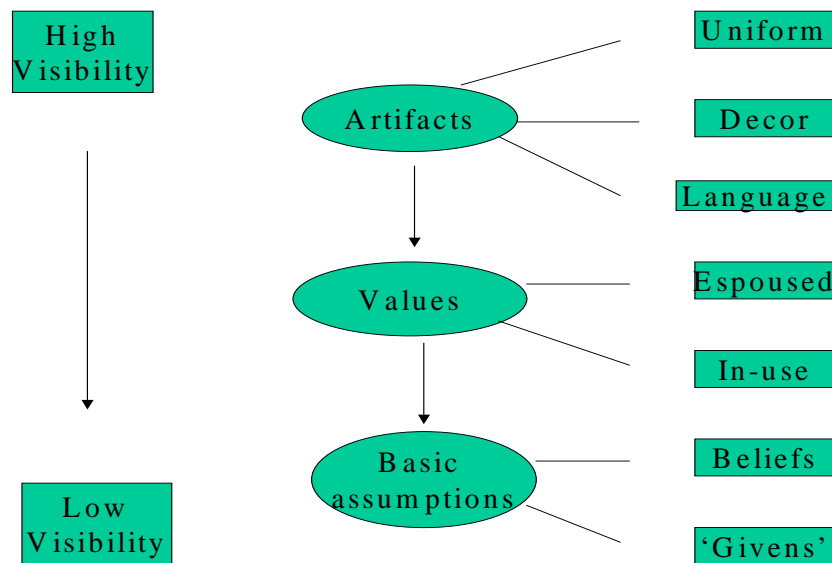 High
Visibility
Uniform
Artifacts
Decor
Language
Values
Espoused
In-use
Basic
assumptions
Beliefs
Low
Visibility
‘Givens’